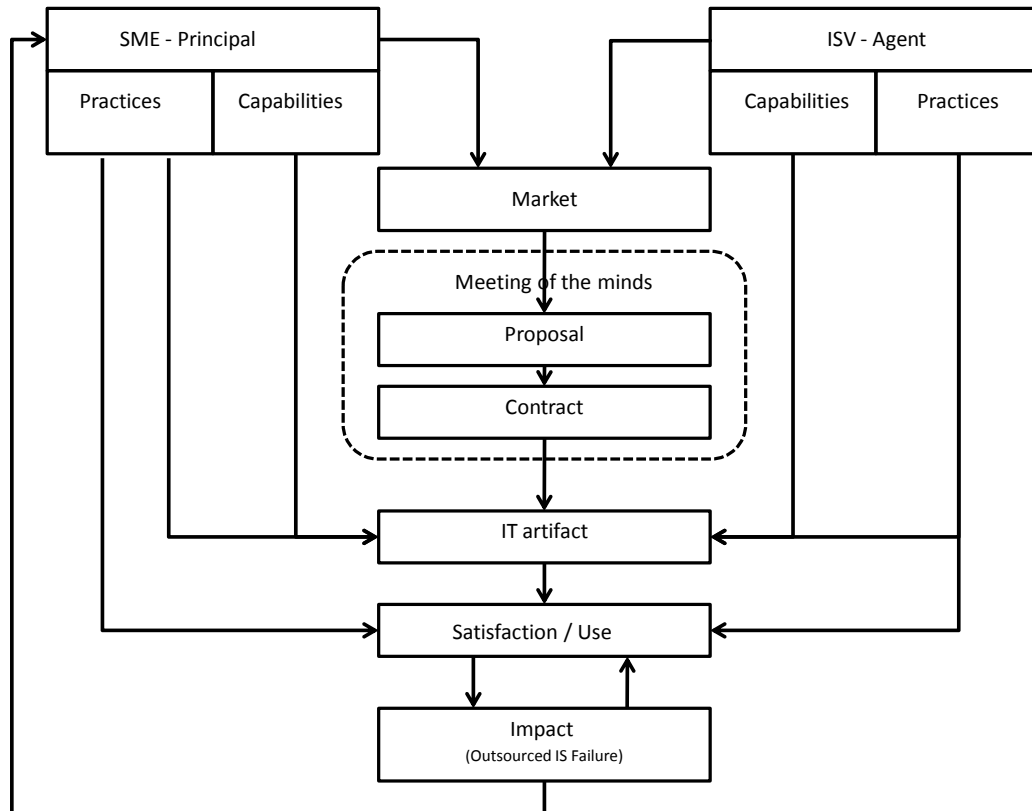 SME - Principal
ISV - Agent
Practices
Capabilities
Capabilities
Practices
Market
Meeting of the minds
Proposal
Contract
IT artifact
Satisfaction / Use
Impact
(Outsourced IS Failure)